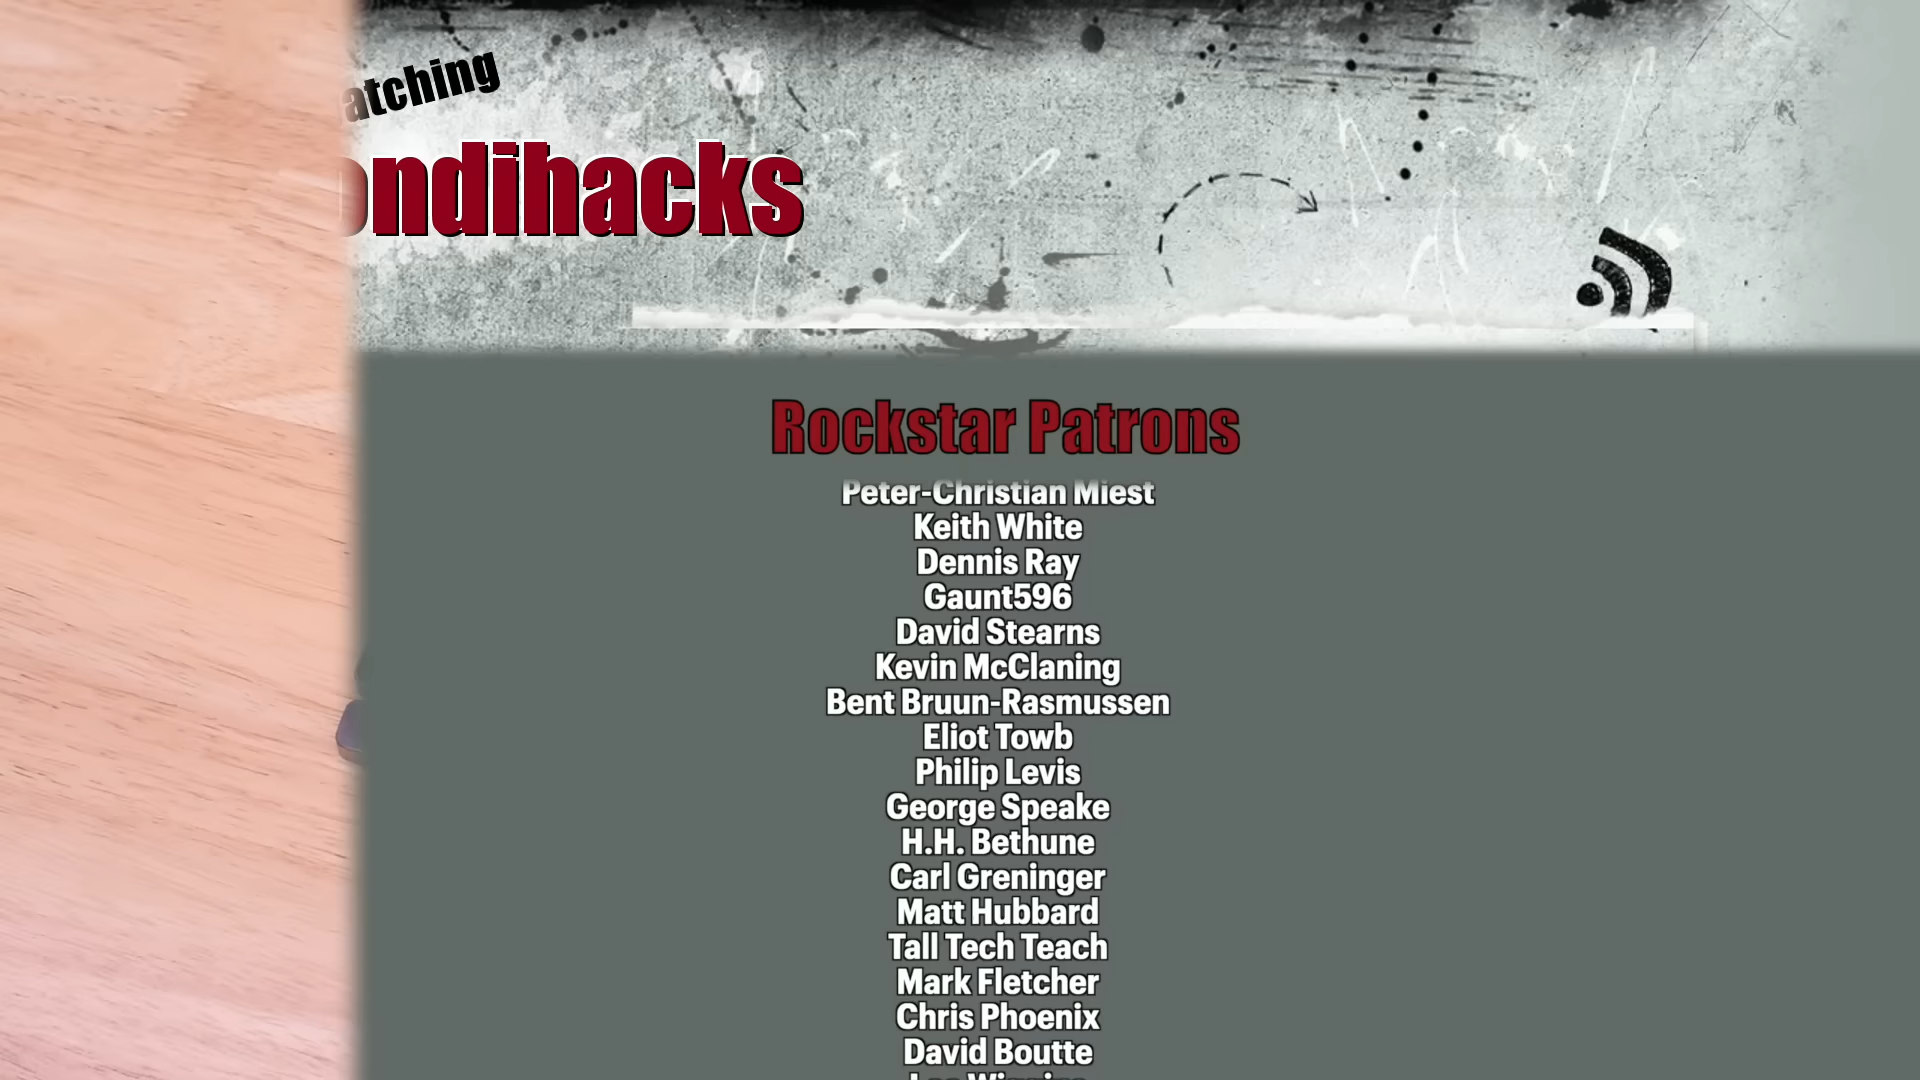 atching
ondihacks
Rockstar Patrons
Peter-Christian Miest
Keith White
Dennis Ray
Gaunt596
David Stearns
Kevin McClaning
Bent Bruun-Rasmussen
Eliot Towb
Philip Levis
George Speake
H.H. Bethune
Carl Greninger
Matt Hubbard
Tall Tech Teach
Mark Fletcher
Chris Phoenix
David Boutte